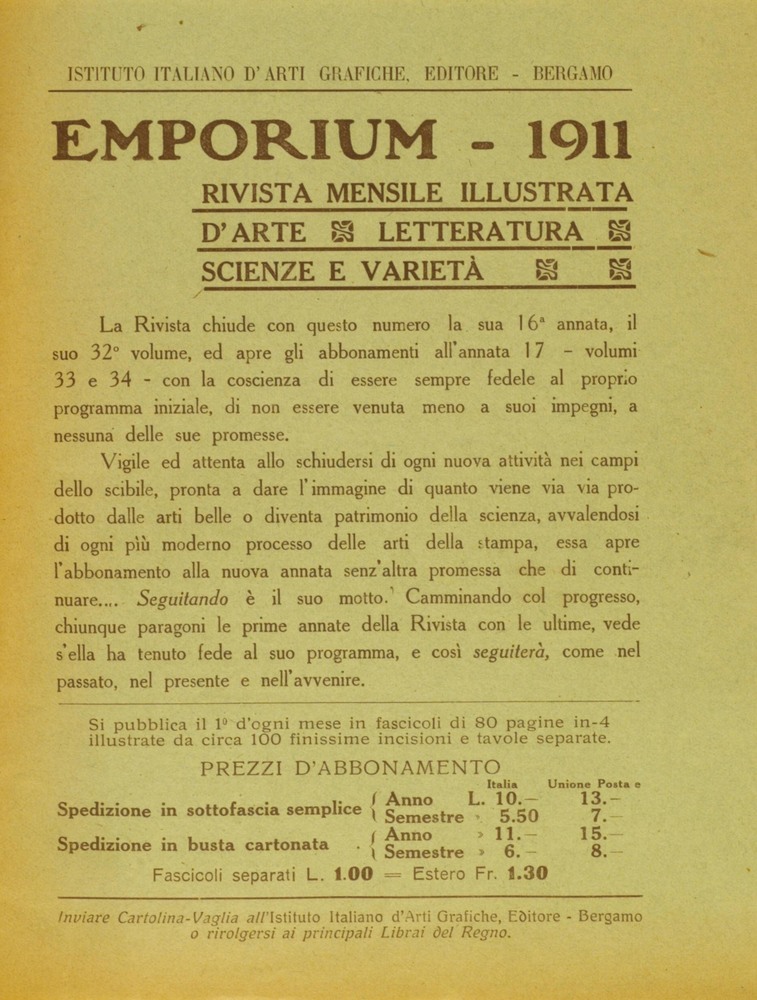 ISTITUTO ITALIANO D'ARTI GRAFICHE, EDITORE - BERGAMO
EMPORIUM - 1911
RIVISTA MENSILE ILLUSTRATA
D'ARTE LETTERATURA
SCIENZE E VARIETÀ
La Rivista chiude con questo numero la sua 16ª annata, il
suo 32º volume, ed apre gli abbonamenti all'annata 17 - volumi
33 e 34 - con la coscienza di essere sempre fedele al proprio
programma iniziale, di non essere venuta meno a suoi impegni, a
nessuna delle sue promesse.
Vigile ed attenta allo schiudersi di ogni nuova attività nei campi
dello scibile, pronta a dare l'immagine di quanto viene via via pro-
dotto dalle arti belle o diventa patrimonio della scienza, avvalendosi
di ogni più moderno processo delle arti della stampa, essa apre
l'abbonamento alla nuova annata senz'altra promessa che di conti-
nuare.... Seguitando è il suo motto. Camminando col progresso,
chiunque paragoni le prime annate della Rivista con le ultime, vede
s'ella ha tenuto fede al suo programma, e così seguiterà, come nel
passato, nel presente e nell'avvenire.
Si pubblica il 1º d'ogni mese in fascicoli di 80 pagine in-4
illustrate da circa 100 finissime incisioni e tavole separate.
PREZZI D'ABBONAMENTO
Italia Unione Posta e
Spedizione in sottofascia semplice { Anno L. 10.— 13.—
Semestre » 5.50 7.—
Spedizione in busta cartonata . { Anno » 11.— 15.—
Semestre » 6.— 8.—
Fascicoli separati L. 1.00 = Estero Fr. 1.30
Inviare Cartolina-Vaglia all'Istituto Italiano d'Arti Grafiche, Editore - Bergamo
o rirolgersi ai principali Librai del Regno.